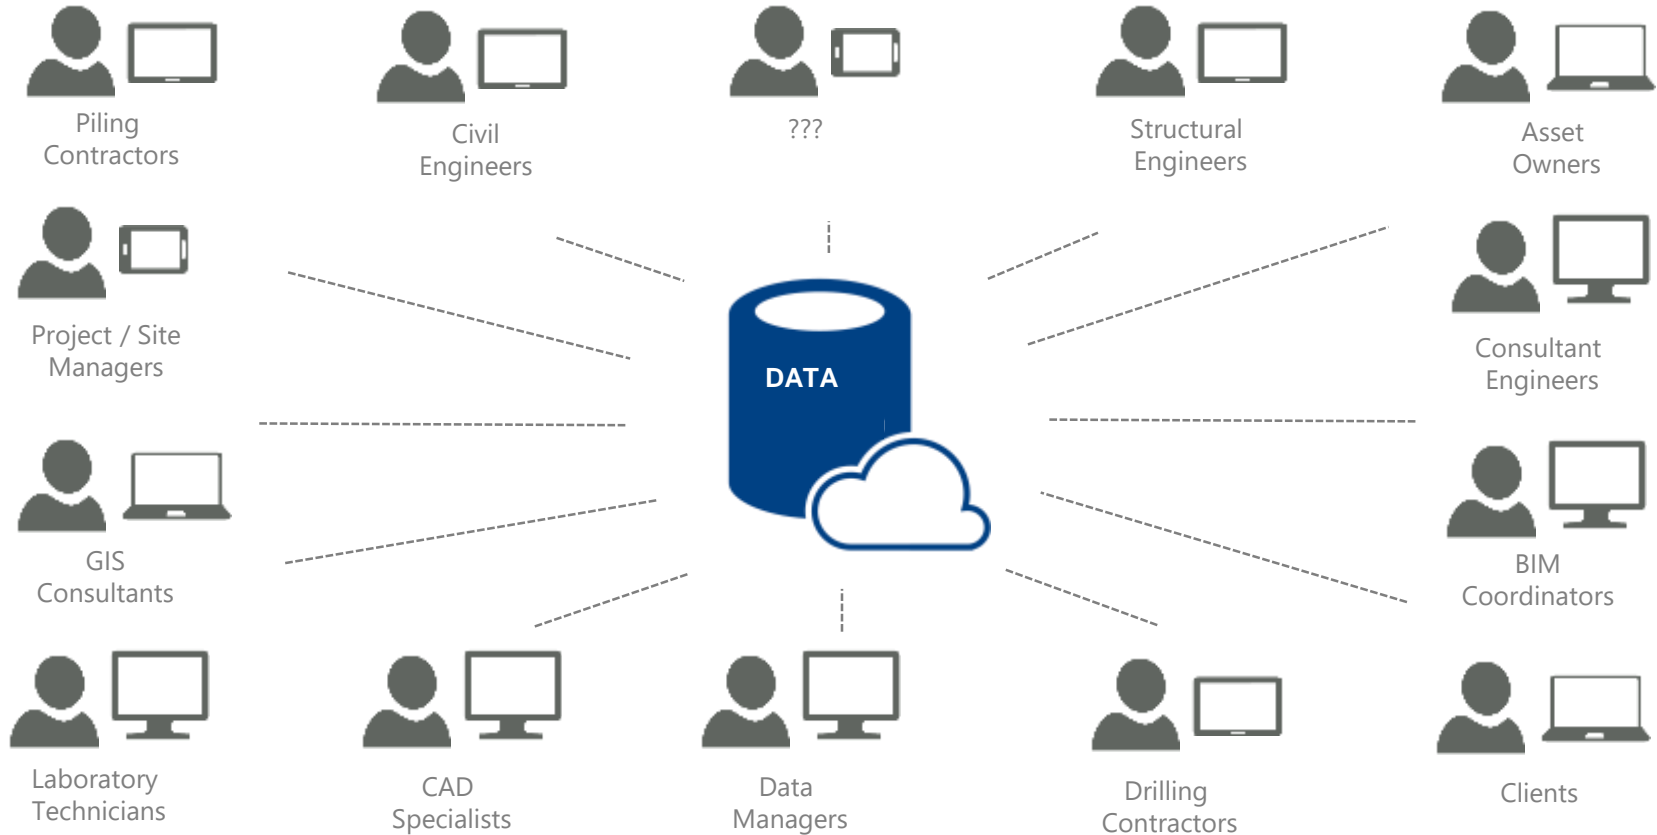 Piling
Contractors
Civil
Engineers
???
Structural
Engineers
Asset
Owners
Project / Site
Managers
DATA
Consultant
Engineers
GIS
Consultants
BIM
Coordinators
Laboratory
Technicians
CAD
Specialists
Data
Managers
Drilling
Contractors
Clients